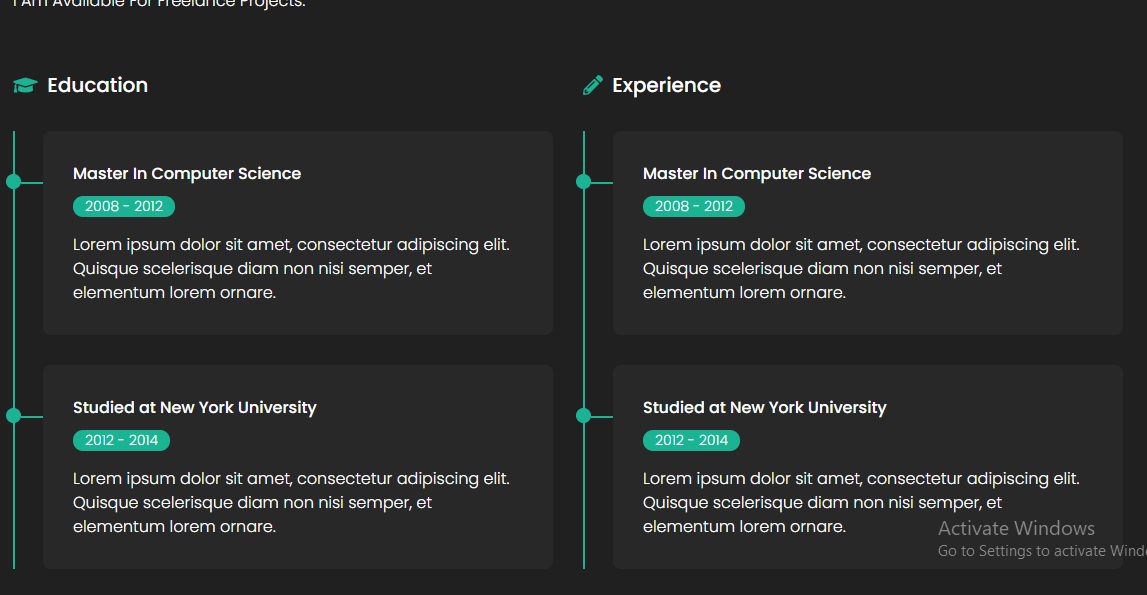 I Am Available For Freelance Projects.
Education
Master In Computer Science
2008 - 2012
Lorem ipsum dolor sit amet, consectetur adipiscing elit.
Quisque scelerisque diam non nisi semper, et
elementum lorem ornare.
Studied at New York University
2012 - 2014
Lorem ipsum dolor sit amet, consectetur adipiscing elit.
Quisque scelerisque diam non nisi semper, et
elementum lorem ornare.
Experience
Master In Computer Science
2008 - 2012
Lorem ipsum dolor sit amet, consectetur adipiscing elit.
Quisque scelerisque diam non nisi semper, et
elementum lorem ornare.
Studied at New York University
2012 - 2014
Lorem ipsum dolor sit amet, consectetur adipiscing elit.
Quisque scelerisque diam non nisi semper, et
elementum lorem ornare.
Activate Windows
Go to Settings to activate Windo